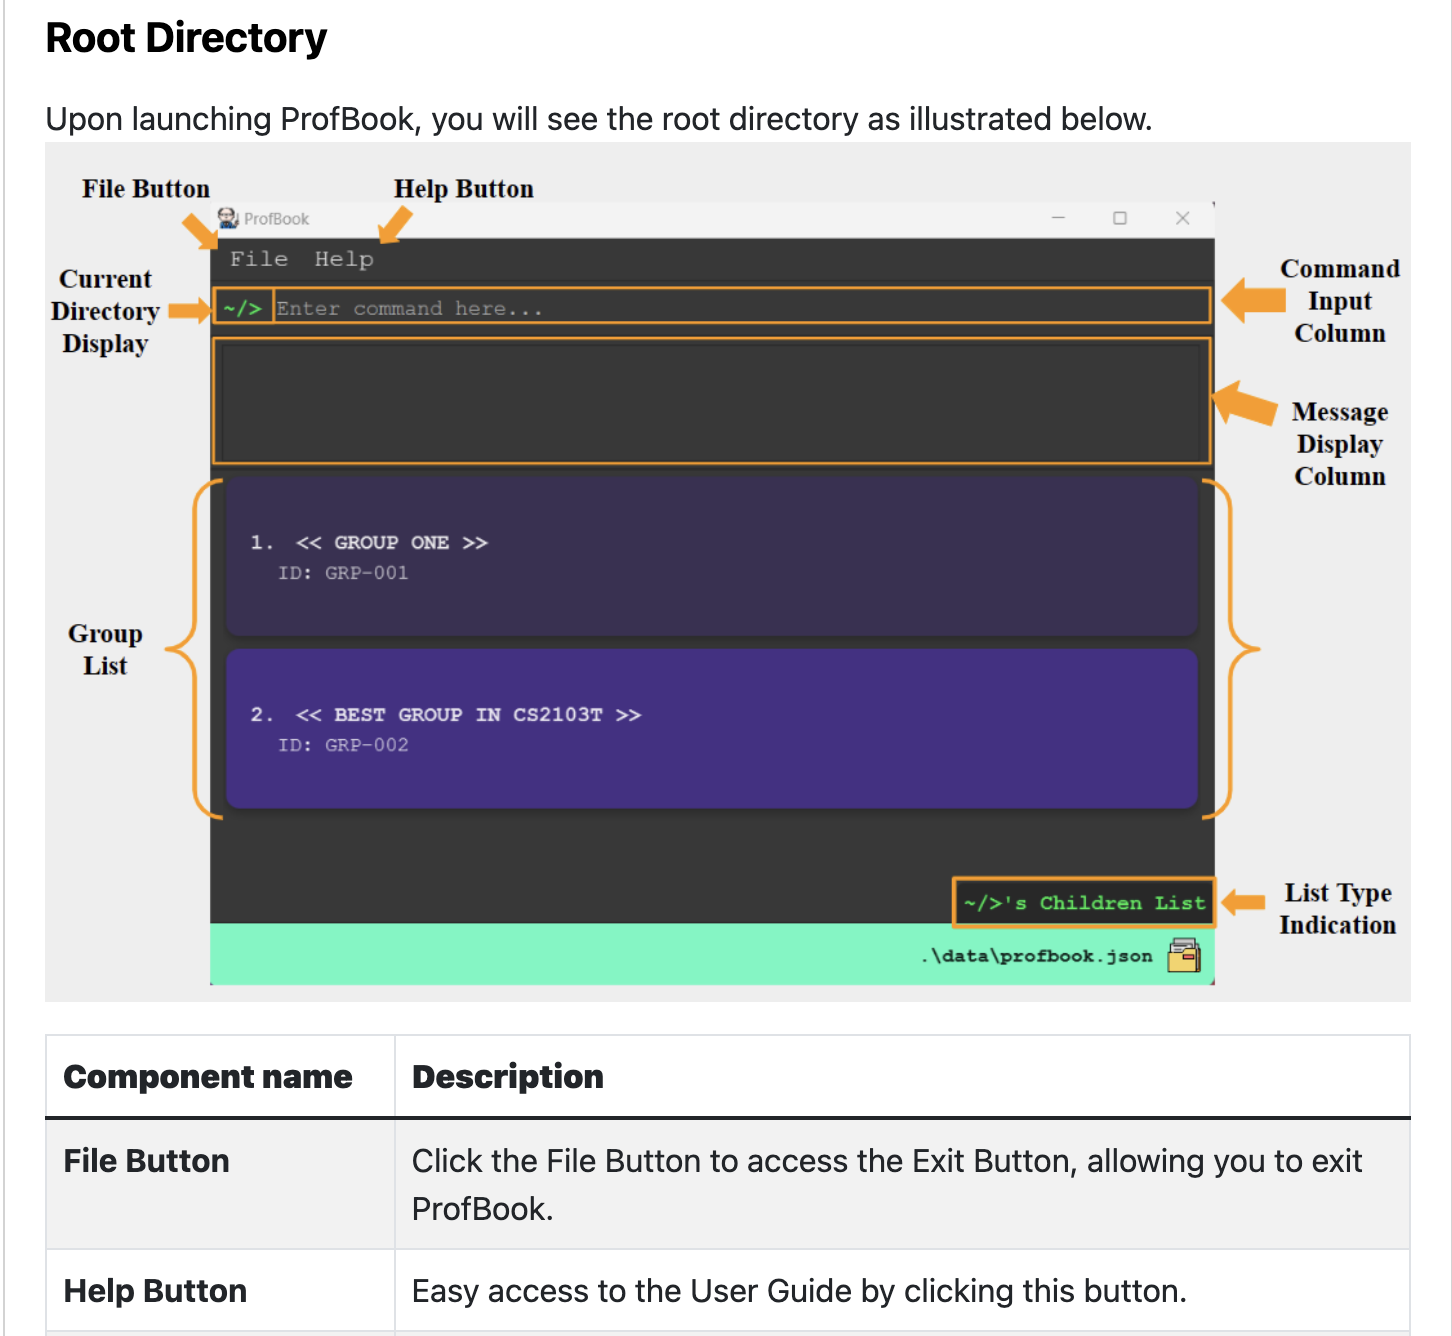 Root Directory
Upon launching ProfBook, you will see the root directory as illustrated below.
File Button
Help Button
ProfBook
File Help
Current
Directory
Display
~/> Enter command here...
Command
Input
Column
Message
Display
Column
1. << GROUP ONE >>
ID: GRP-001
Group
List
2. << BEST GROUP IN CS2103T >>
ID: GRP-002
~/>'s Children List
List Type
Indication
.\data\profbook.json
Component name Description
File Button Click the File Button to access the Exit Button, allowing you to exit
ProfBook.
Help Button Easy access to the User Guide by clicking this button.